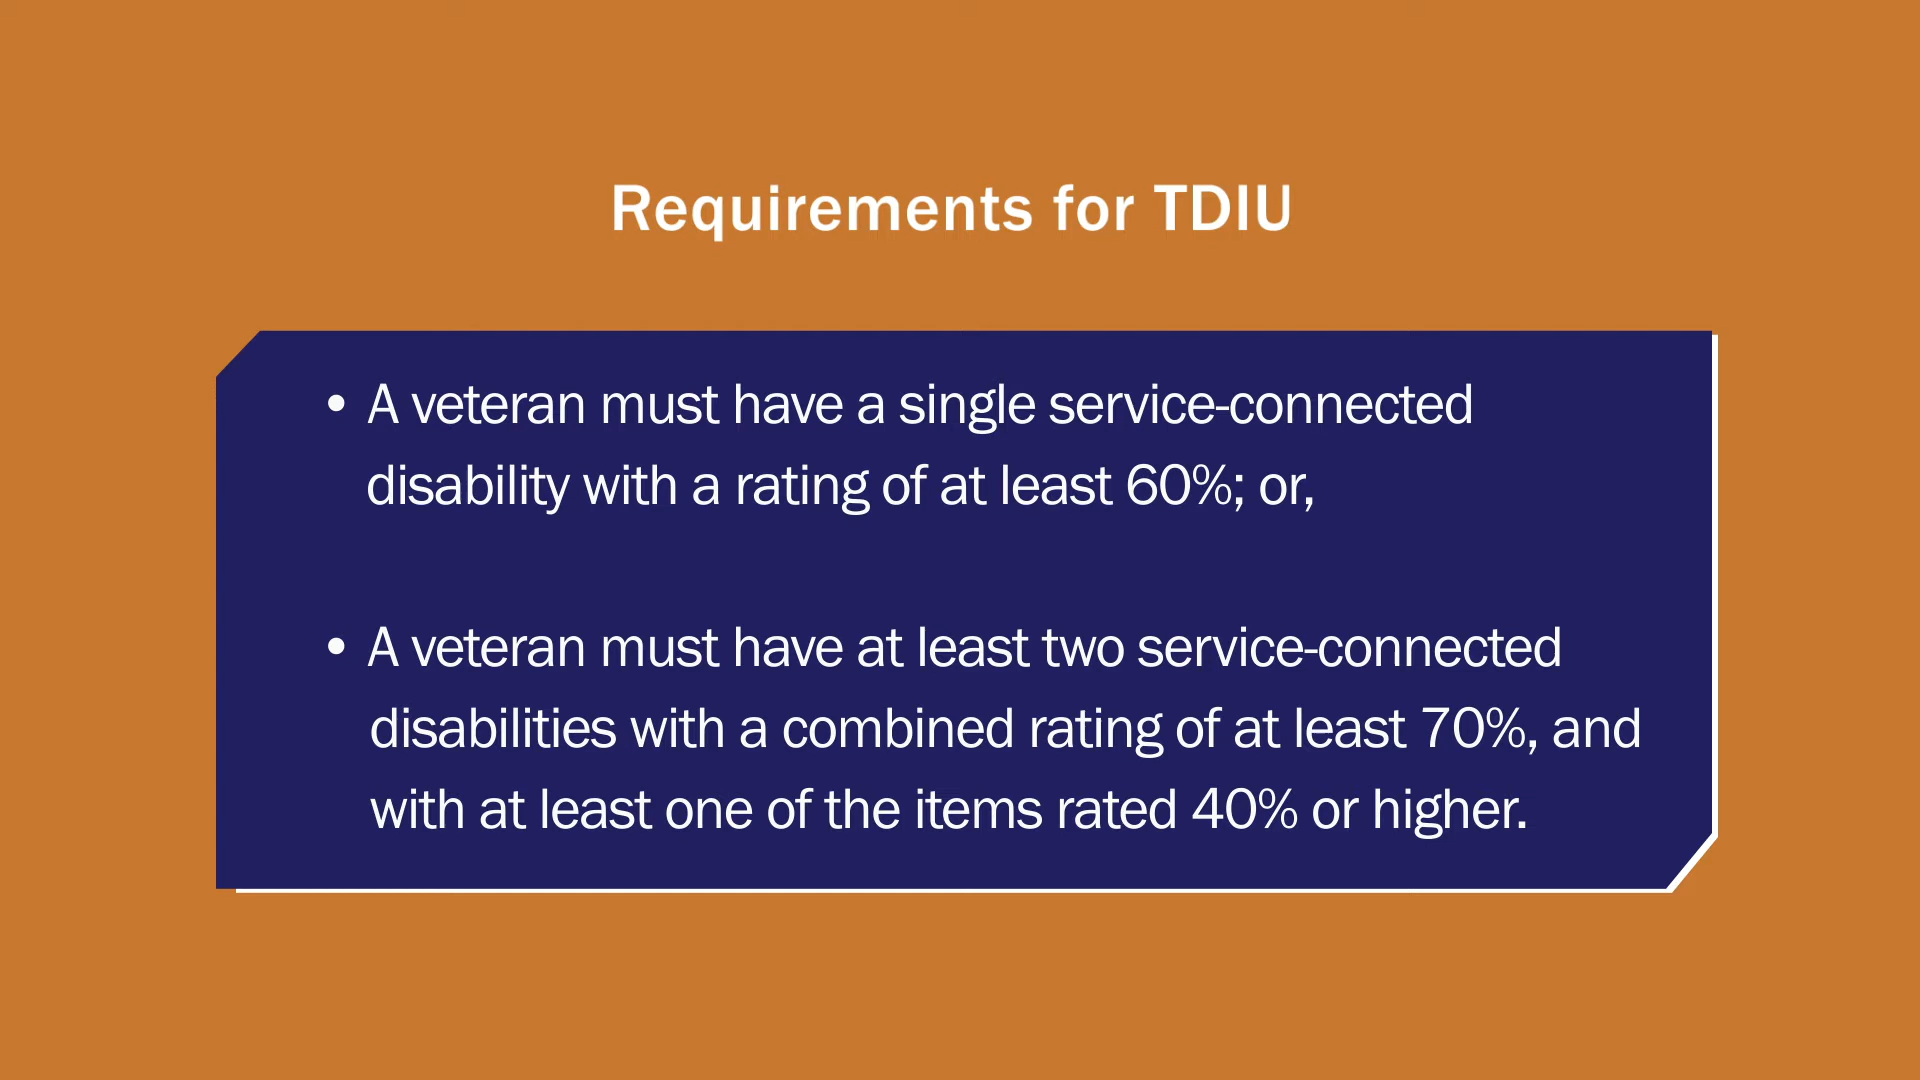 Requirements for TDIU
• A veteran must have a single service-connected
disability with a rating of at least 60%; or,
• A veteran must have at least two service-connected
disabilities with a combined rating of at least 70%, and
with at least one of the items rated 40% or higher.